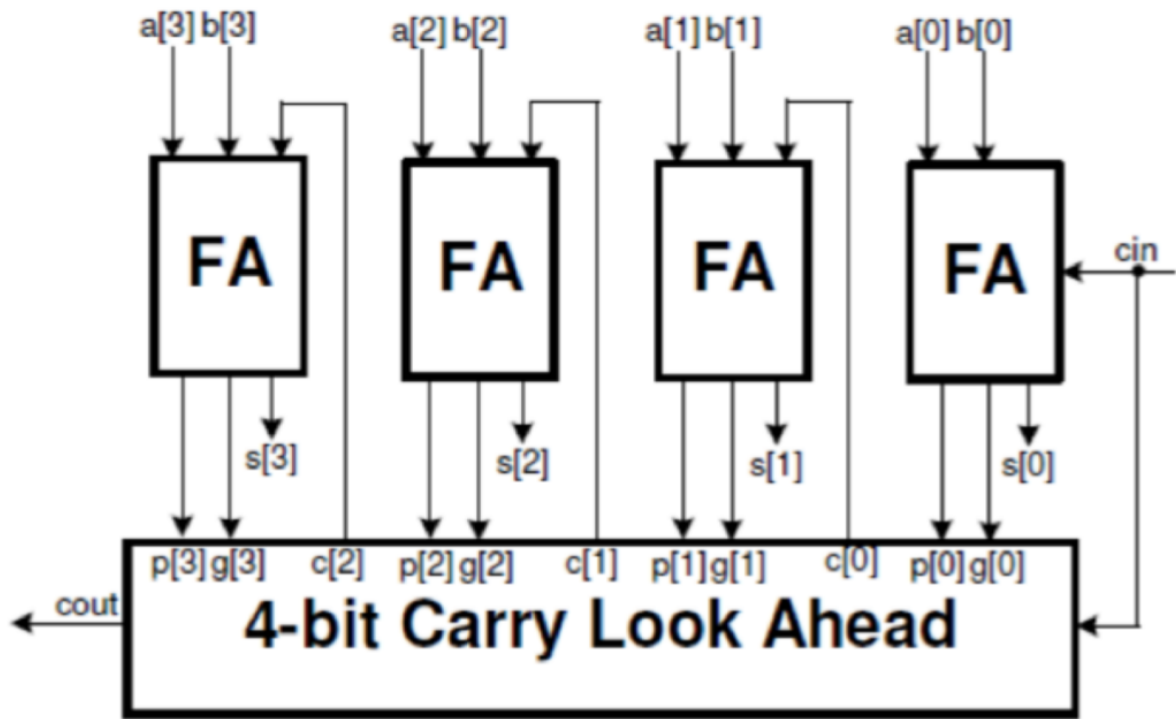 a[3] b[3] a[2] b[2] a[1] b[1] a[0] b[0]
FA FA FA FA
cin
s[3] s[2] s[1] s[0]
p[3] g[3] c[2] p[2] g[2] c[1] p[1] g[1] c[0] p[0] g[0]
cout
4-bit Carry Look Ahead